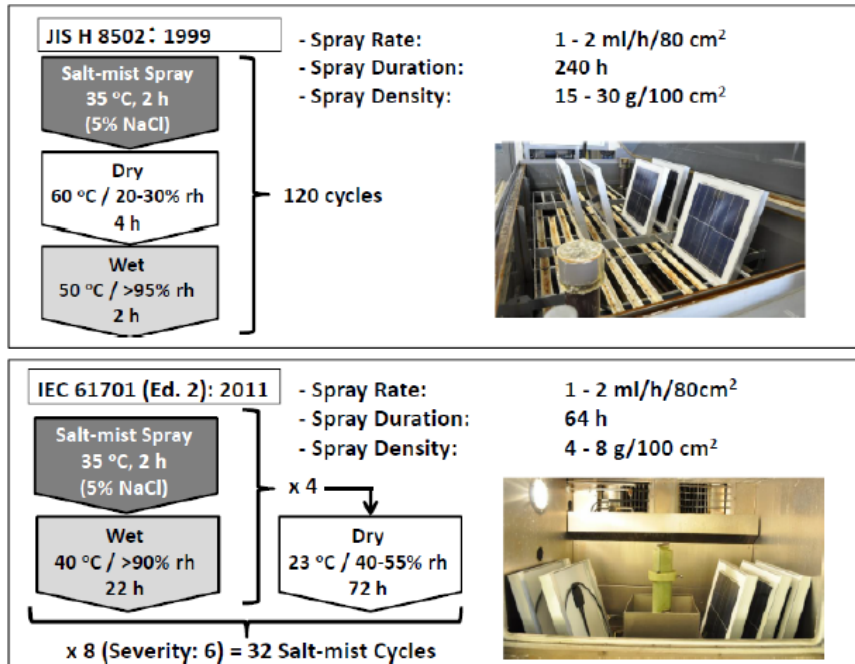 JIS H 8502: 1999
- Spray Rate: 1 - 2 ml/h/80 cm²
- Spray Duration: 240 h
- Spray Density: 15 - 30 g/100 cm²
Salt-mist Spray
35 °C, 2 h
(5% NaCl)
Dry
60 °C / 20-30% rh
4 h
120 cycles
Wet
50 °C / >95% rh
2 h
IEC 61701 (Ed. 2): 2011
- Spray Rate: 1 - 2 ml/h/80cm²
- Spray Duration: 64 h
- Spray Density: 4 - 8 g/100 cm²
Salt-mist Spray
35 °C, 2 h
(5% NaCl)
x 4
Wet
40 °C / >90% rh
22 h
Dry
23 °C / 40-55% rh
72 h
x 8 (Severity: 6) = 32 Salt-mist Cycles